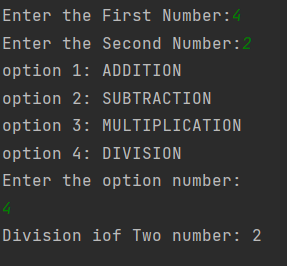 Enter the First Number:4
Enter the Second Number:2
option 1: ADDITION
option 2: SUBTRACTION
option 3: MULTIPLICATION
option 4: DIVISION
Enter the option number:
4
Division iof Two number: 2